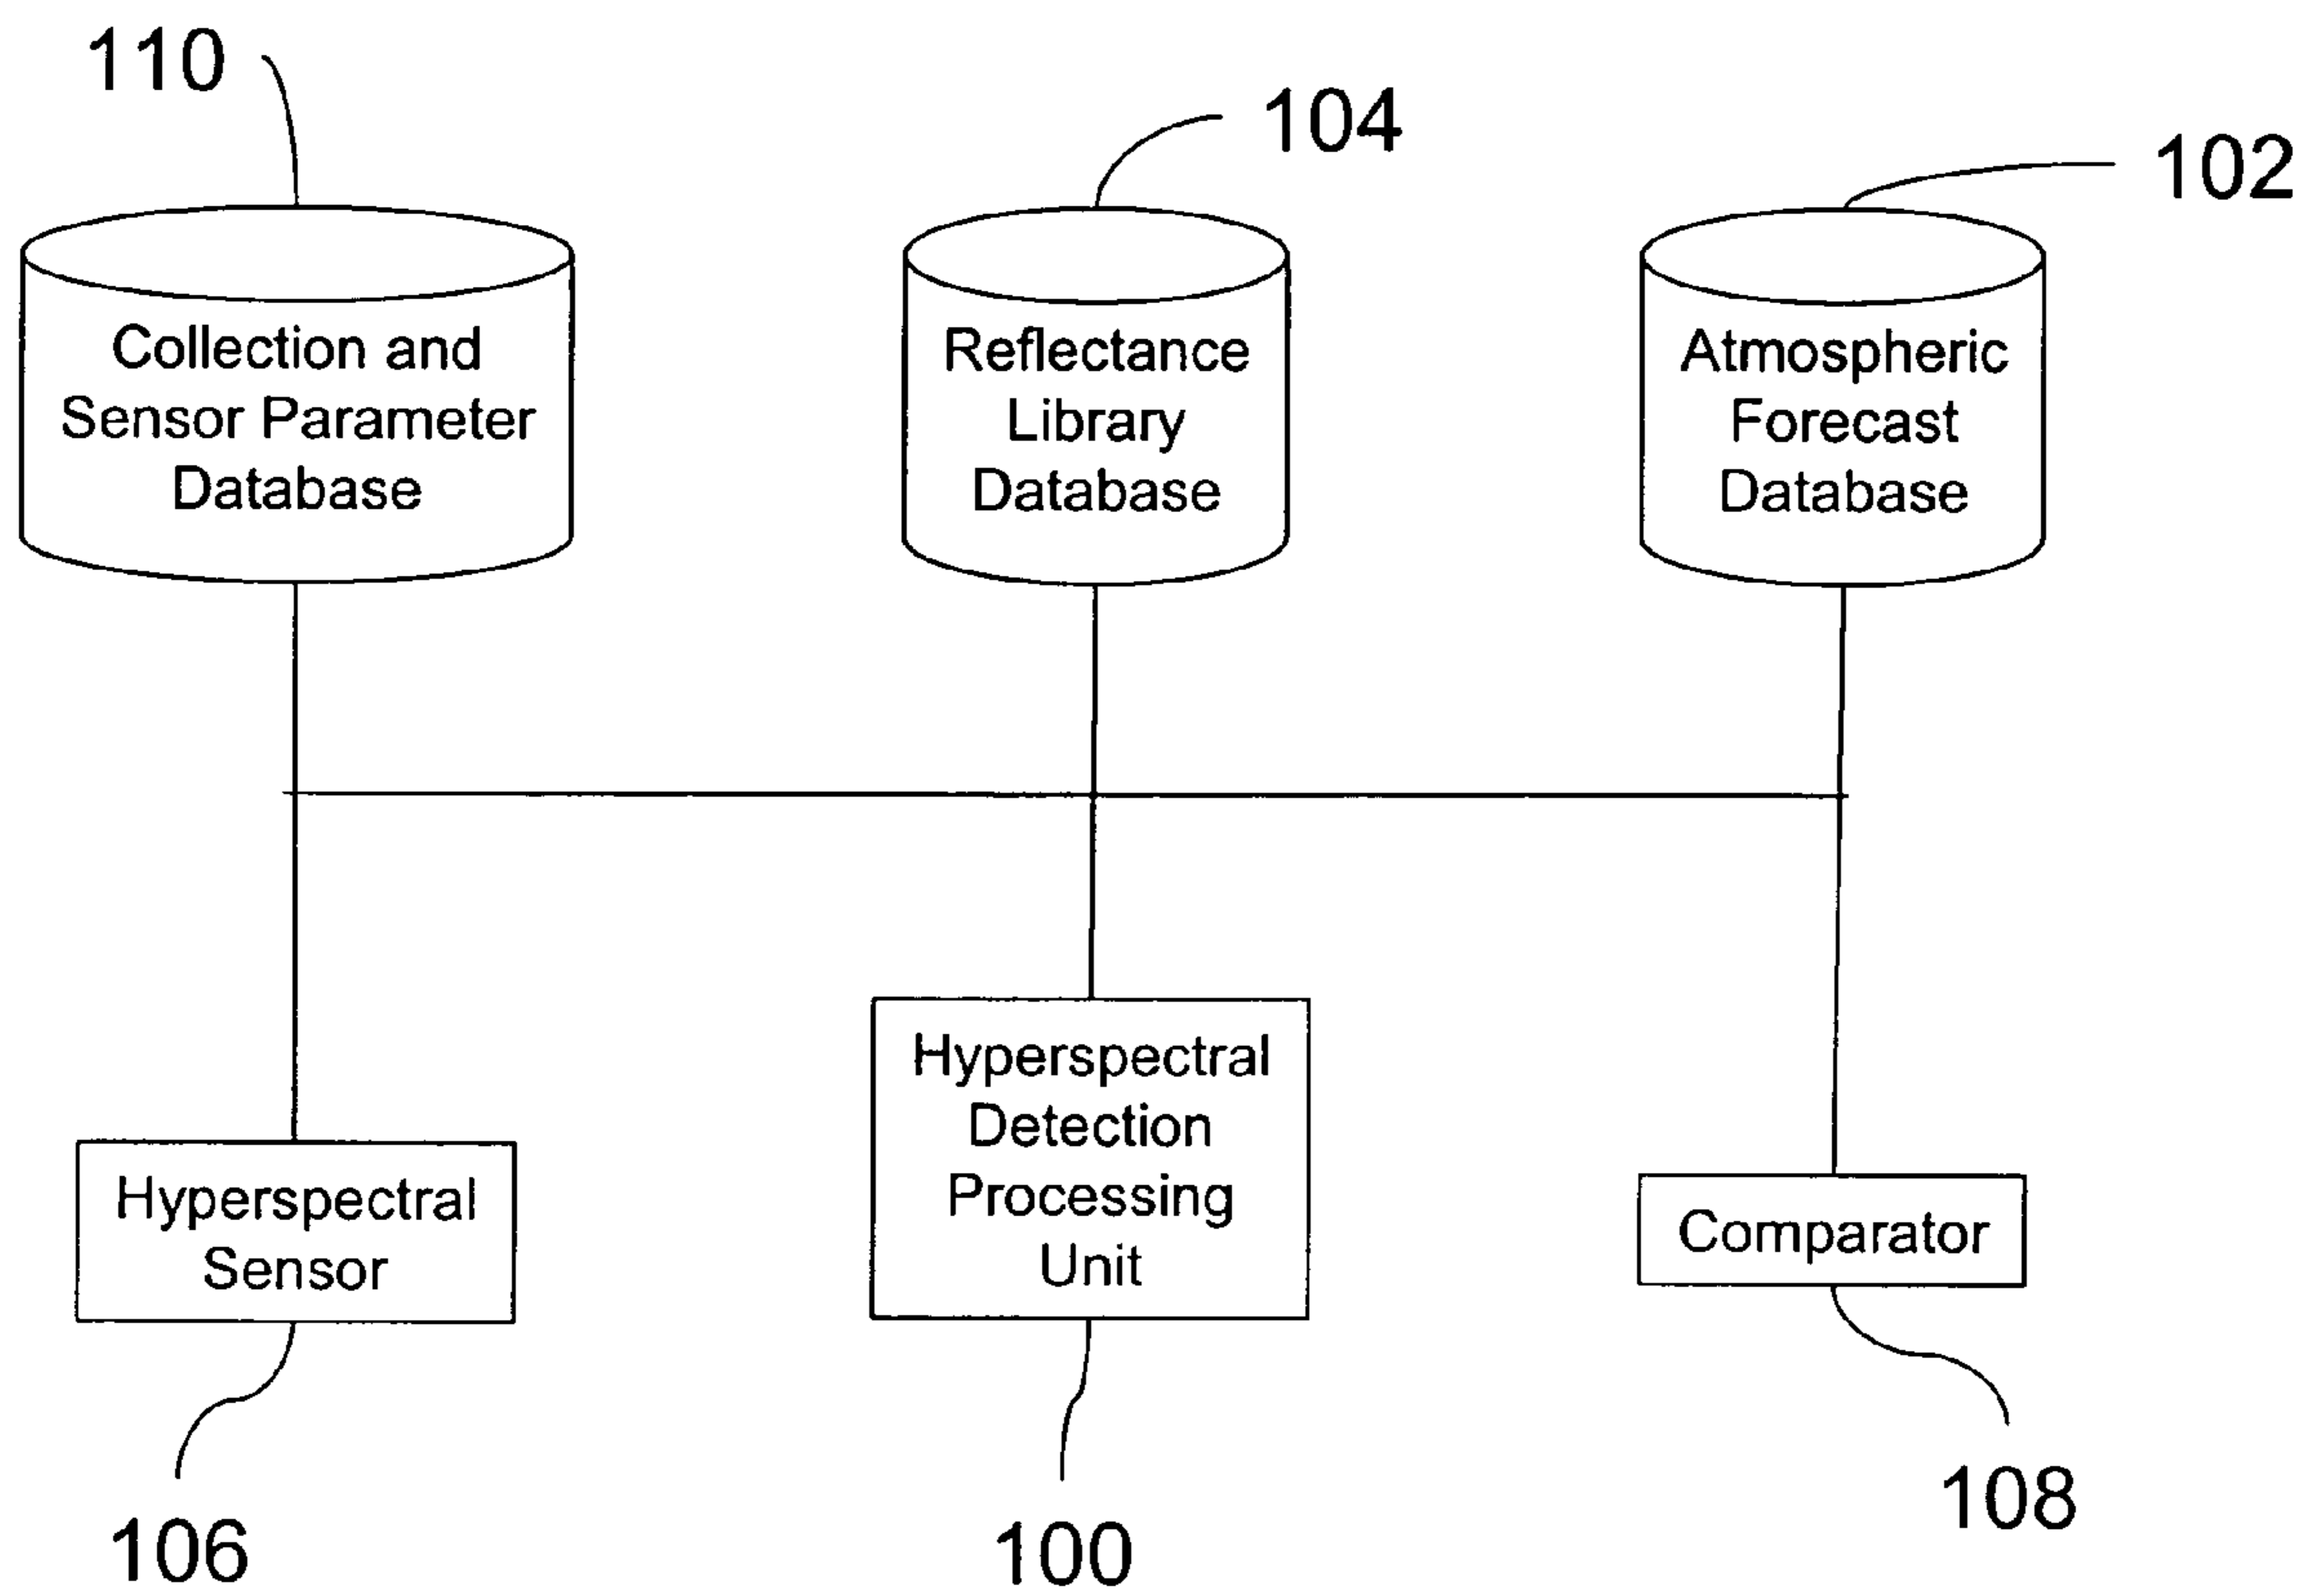 110
104
102
Collection and
Sensor Parameter
Database
Reflectance
Library
Database
Atmospheric
Forecast
Database
Hyperspectral
Sensor
Hyperspectral
Detection
Processing
Unit
Comparator
106
100
108